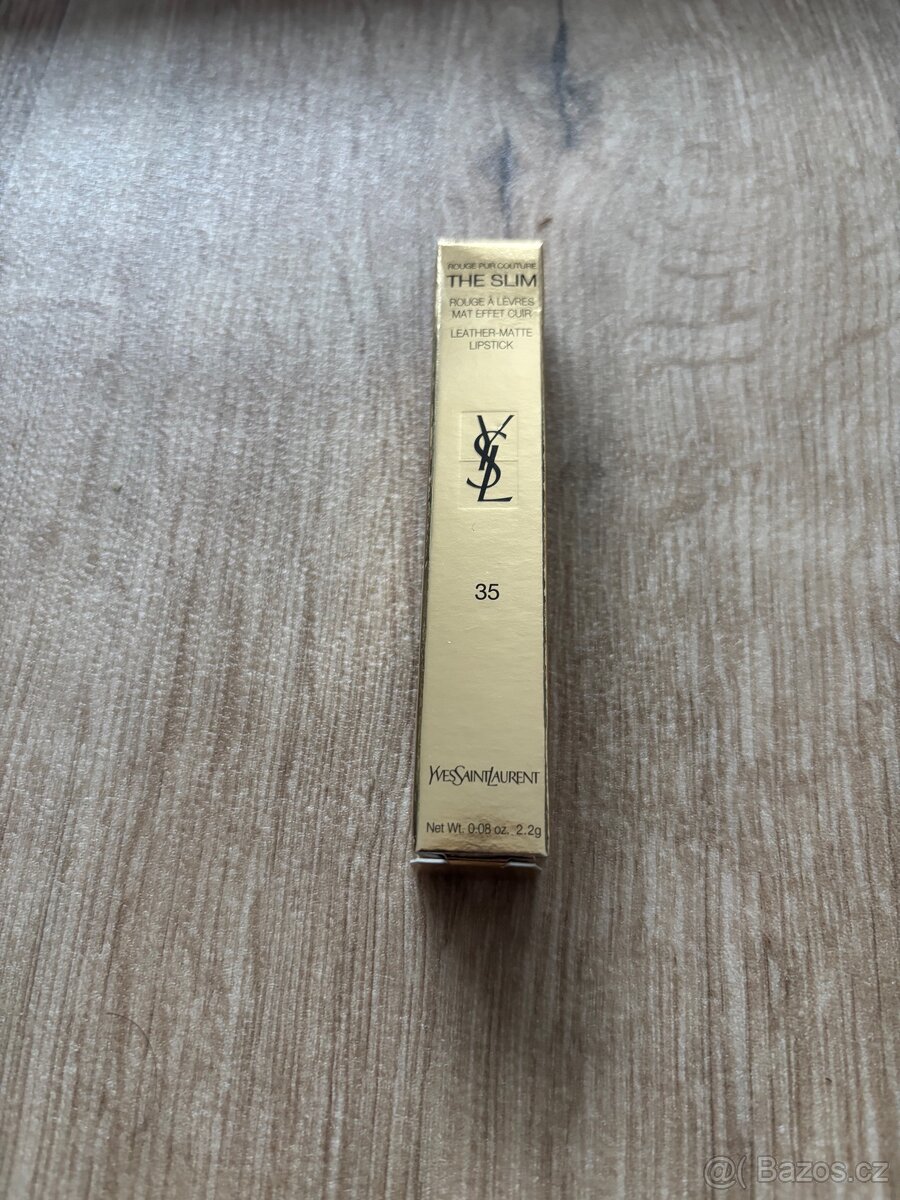 ROUGE PUR COUTURE
THE SLIM
ROUGE À LÈVRES
MAT EFFET CUIR
LEATHER-MATTE
LIPSTICK
YSL
35
YVESSAINTLAURENT
Net Wt. 0.08 oz. 2.2g
@( Bazos.cz